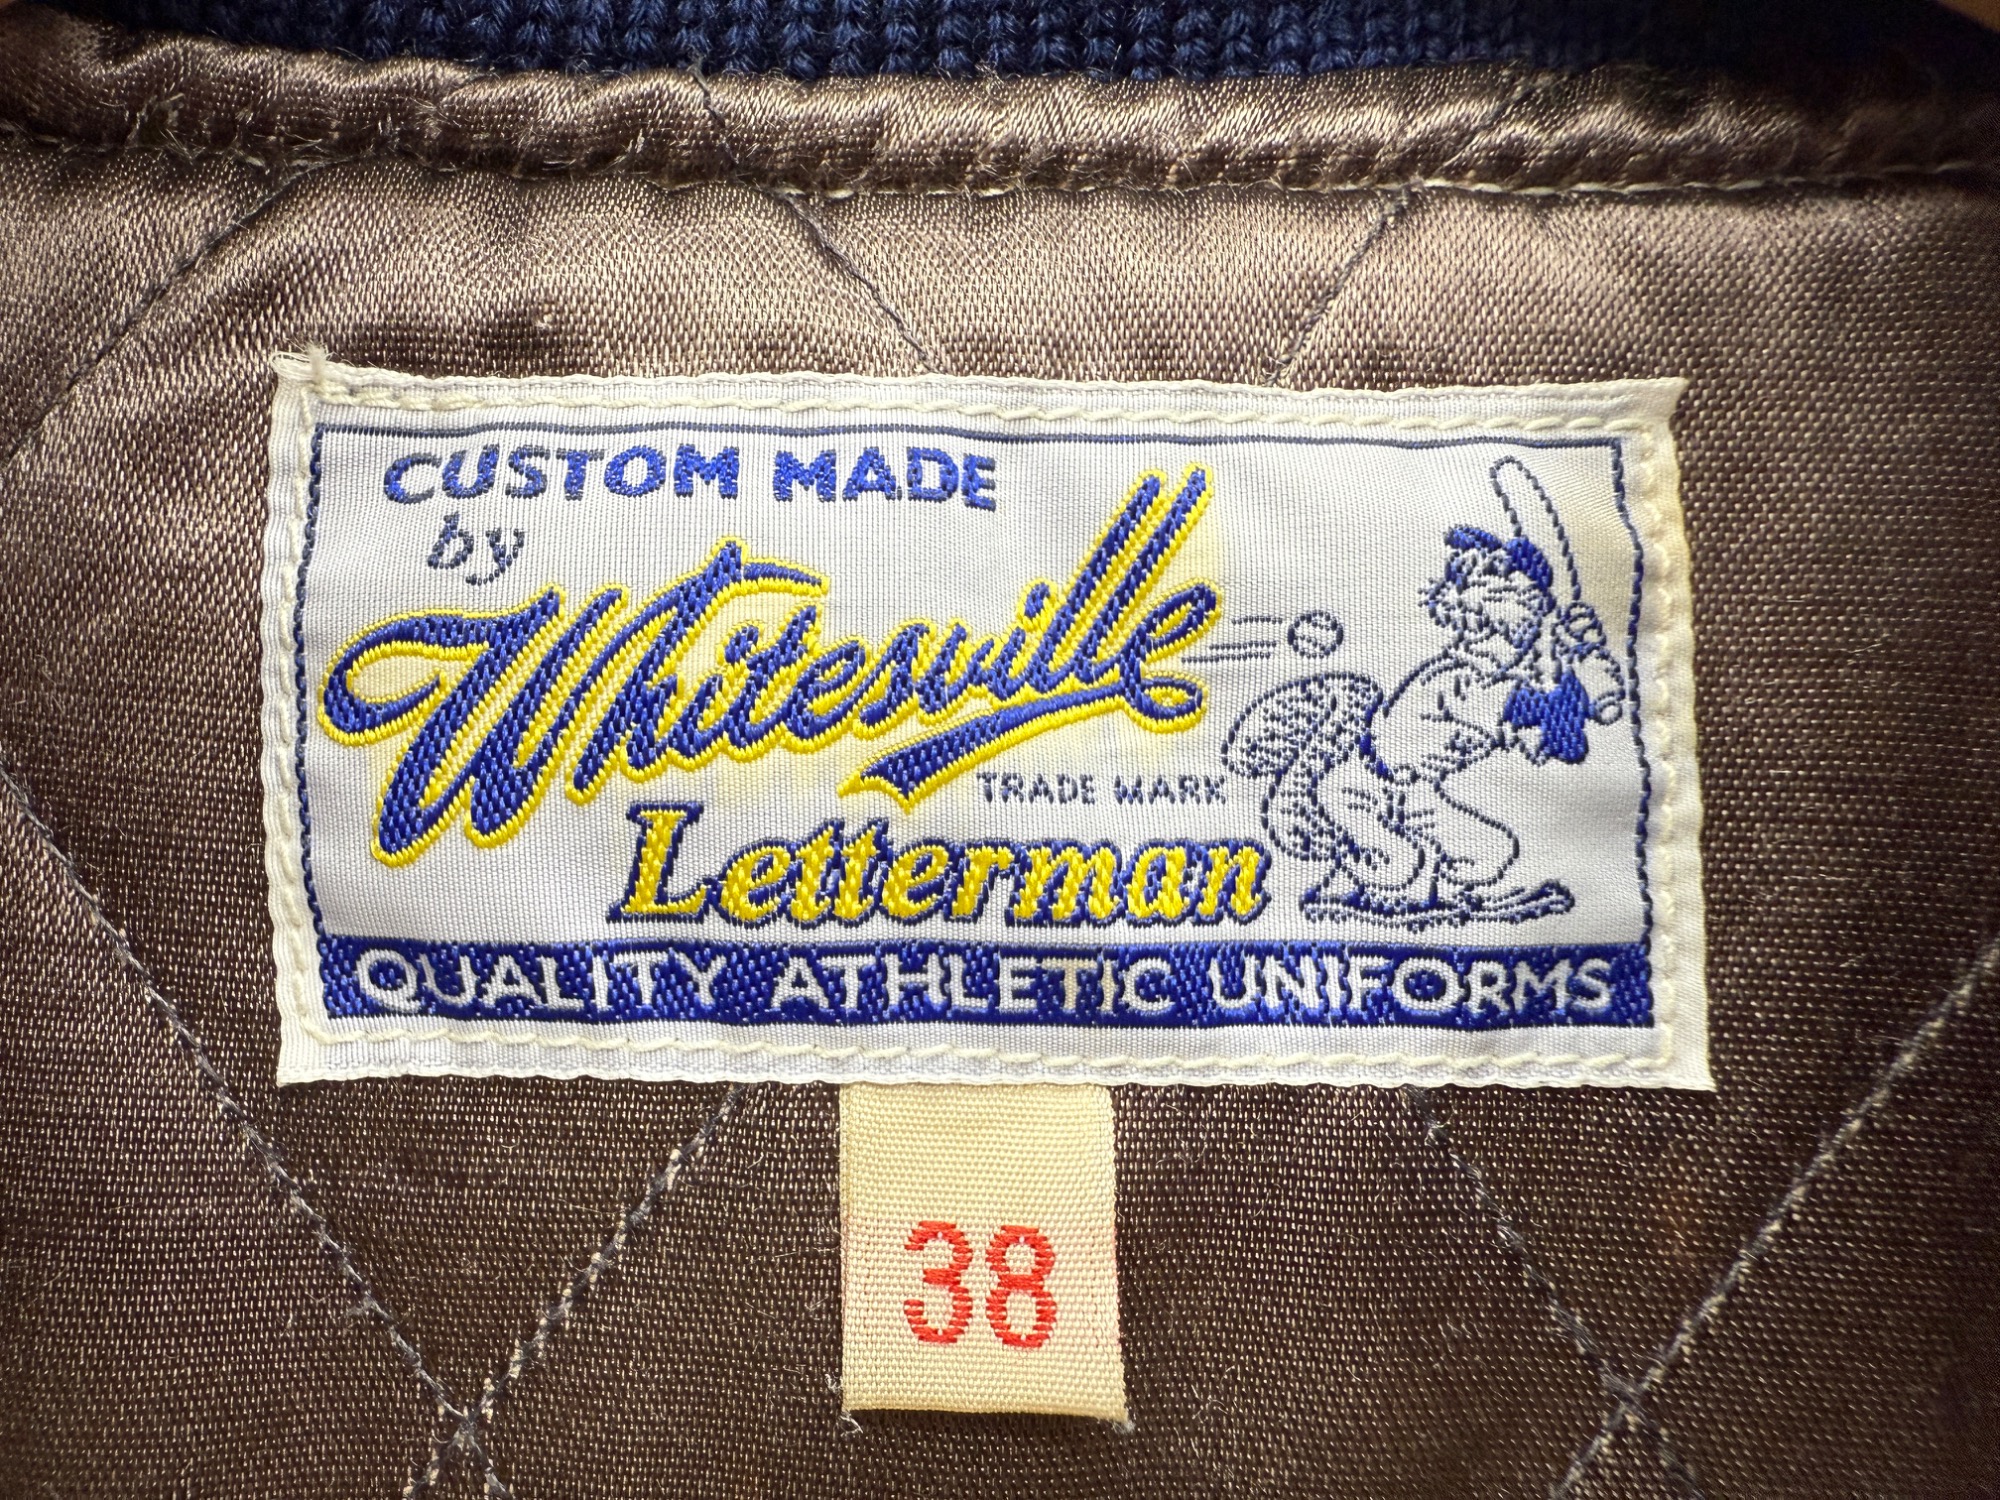 CUSTOM MADE
by
Whitesville
TRADE MARK
Letterman
QUALITY ATHLETIC UNIFORMS
38